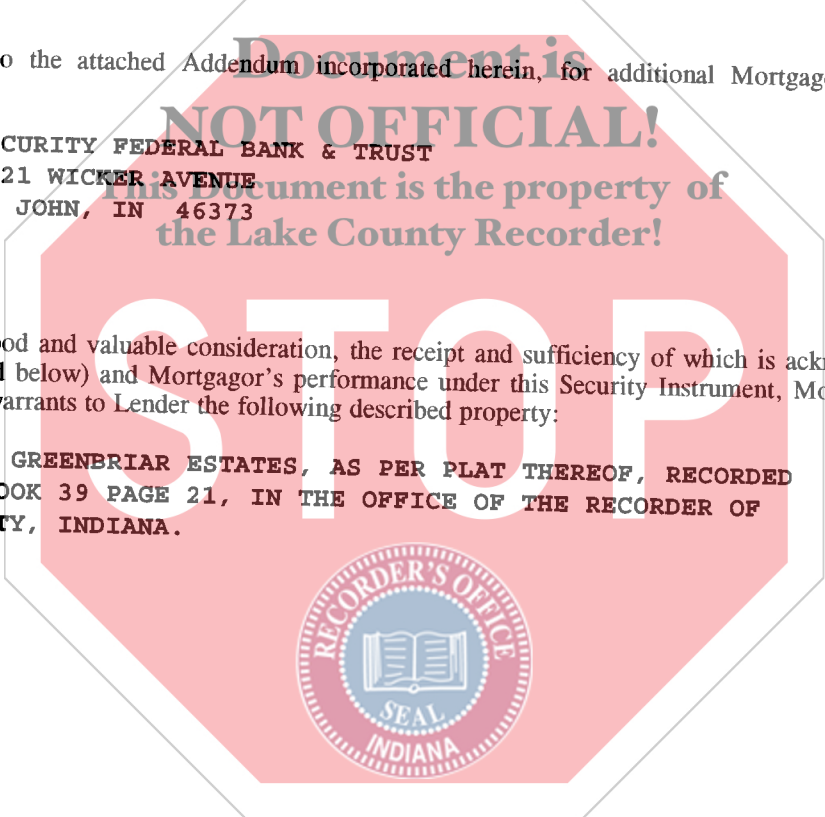 o the attached Addendum incorporated herein, for additional Mortgag
Document is
NOT OFFICIAL!
CURITY FEDERAL BANK & TRUST
21 WICKER AVENUE
This Document is the property of
JOHN, IN 46373
the Lake County Recorder!
STOP
od and valuable consideration, the receipt and sufficiency of which is ack
below) and Mortgagor's performance under this Security Instrument, Mo
arrants to Lender the following described property:
GREENBRIAR ESTATES, AS PER PLAT THEREOF, RECORDED
OOK 39 PAGE 21, IN THE OFFICE OF THE RECORDER OF
TY, INDIANA.
RECORDER'S OFFICE
SEAL
INDIANA